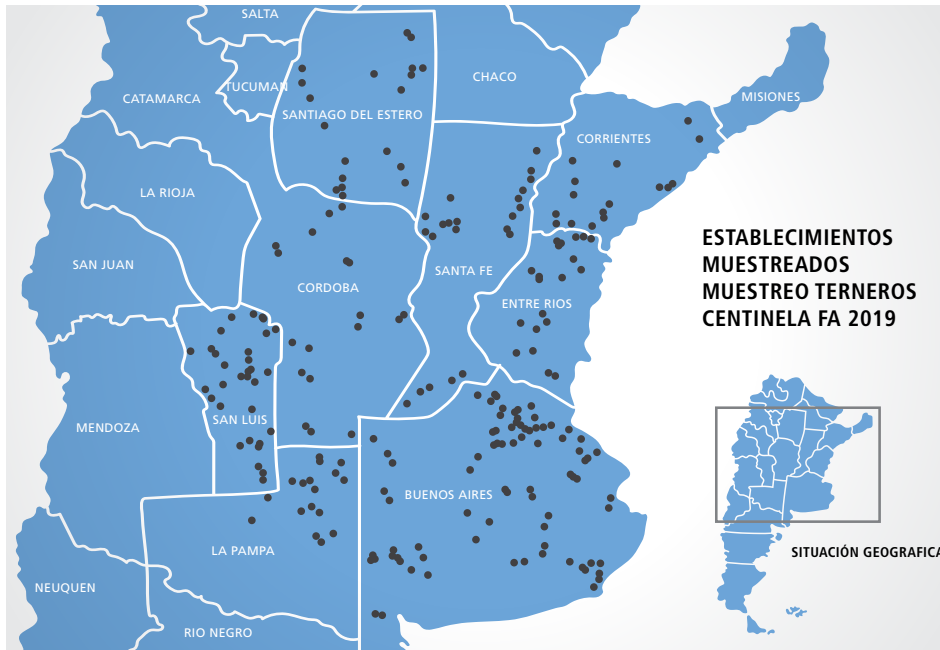 SALTA
CHACO
TUCUMAN
CATAMARCA
MISIONES
SANTIAGO DEL ESTERO
CORRIENTES
LA RIOJA
ESTABLECIMIENTOS
MUESTREADOS
MUESTREO TERNEROS
CENTINELA FA 2019
SAN JUAN
SANTA FE
CORDOBA
ENTRE RIOS
SAN LUIS
MENDOZA
BUENOS AIRES
LA PAMPA
SITUACIÓN GEOGRAFICA
NEUQUEN
RIO NEGRO